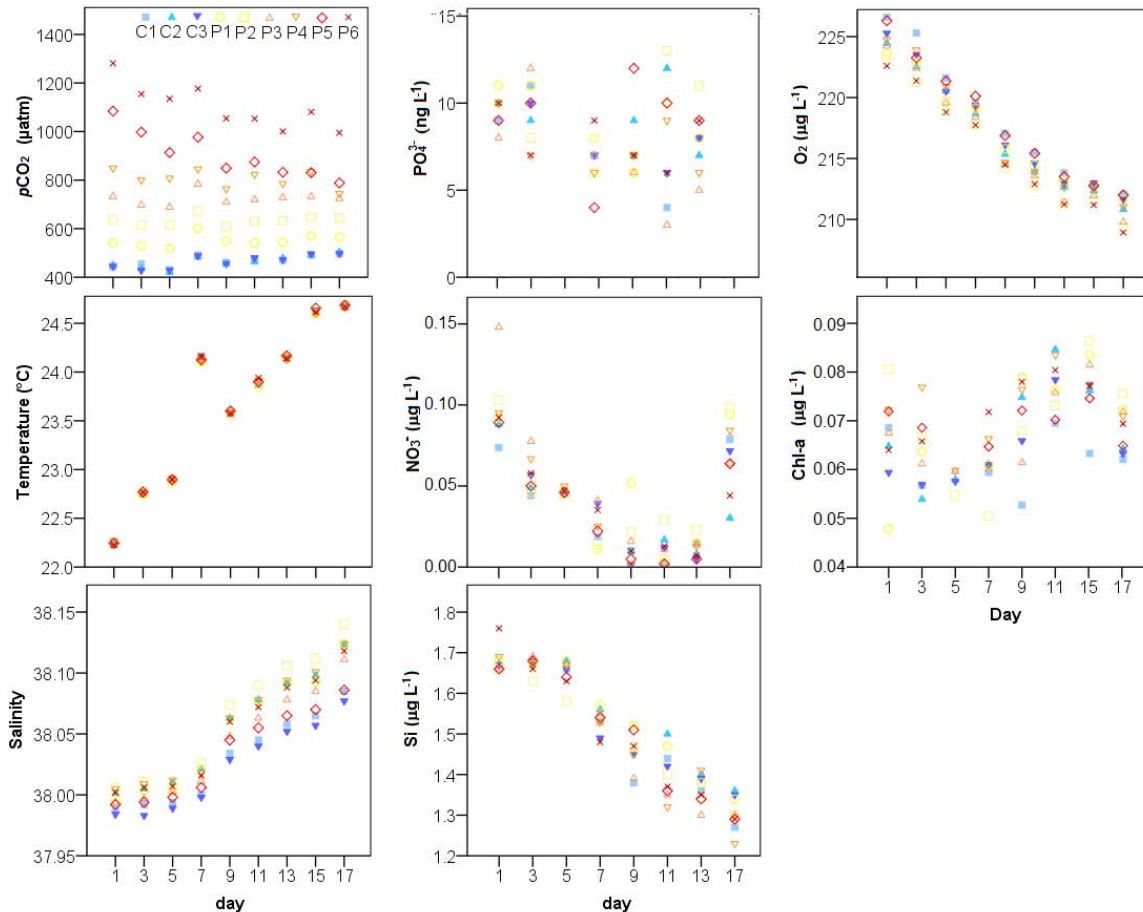 C1 C2 C3 P1 P2 P3 P4 P5 P6
pCO₂ (µatm)
1400
1200
1000
800
600
400
PO₄³⁻ (ng L⁻¹)
15
10
5
0
O₂ (µg L⁻¹)
225
220
215
210
Temperature (°C)
24.5
24.0
23.5
23.0
22.5
22.0
NO₃⁻ (µg L⁻¹)
0.15
0.10
0.05
0.00
Chl-a (µg L⁻¹)
0.09
0.08
0.07
0.06
0.05
0.04
1 3 5 7 9 11 15 17
Day
Salinity
38.15
38.10
38.05
38.00
37.95
1 3 5 7 9 11 13 15 17
day
Si (µg L⁻¹)
1.8
1.7
1.6
1.5
1.4
1.3
1.2
1 3 5 7 9 11 13 17
day